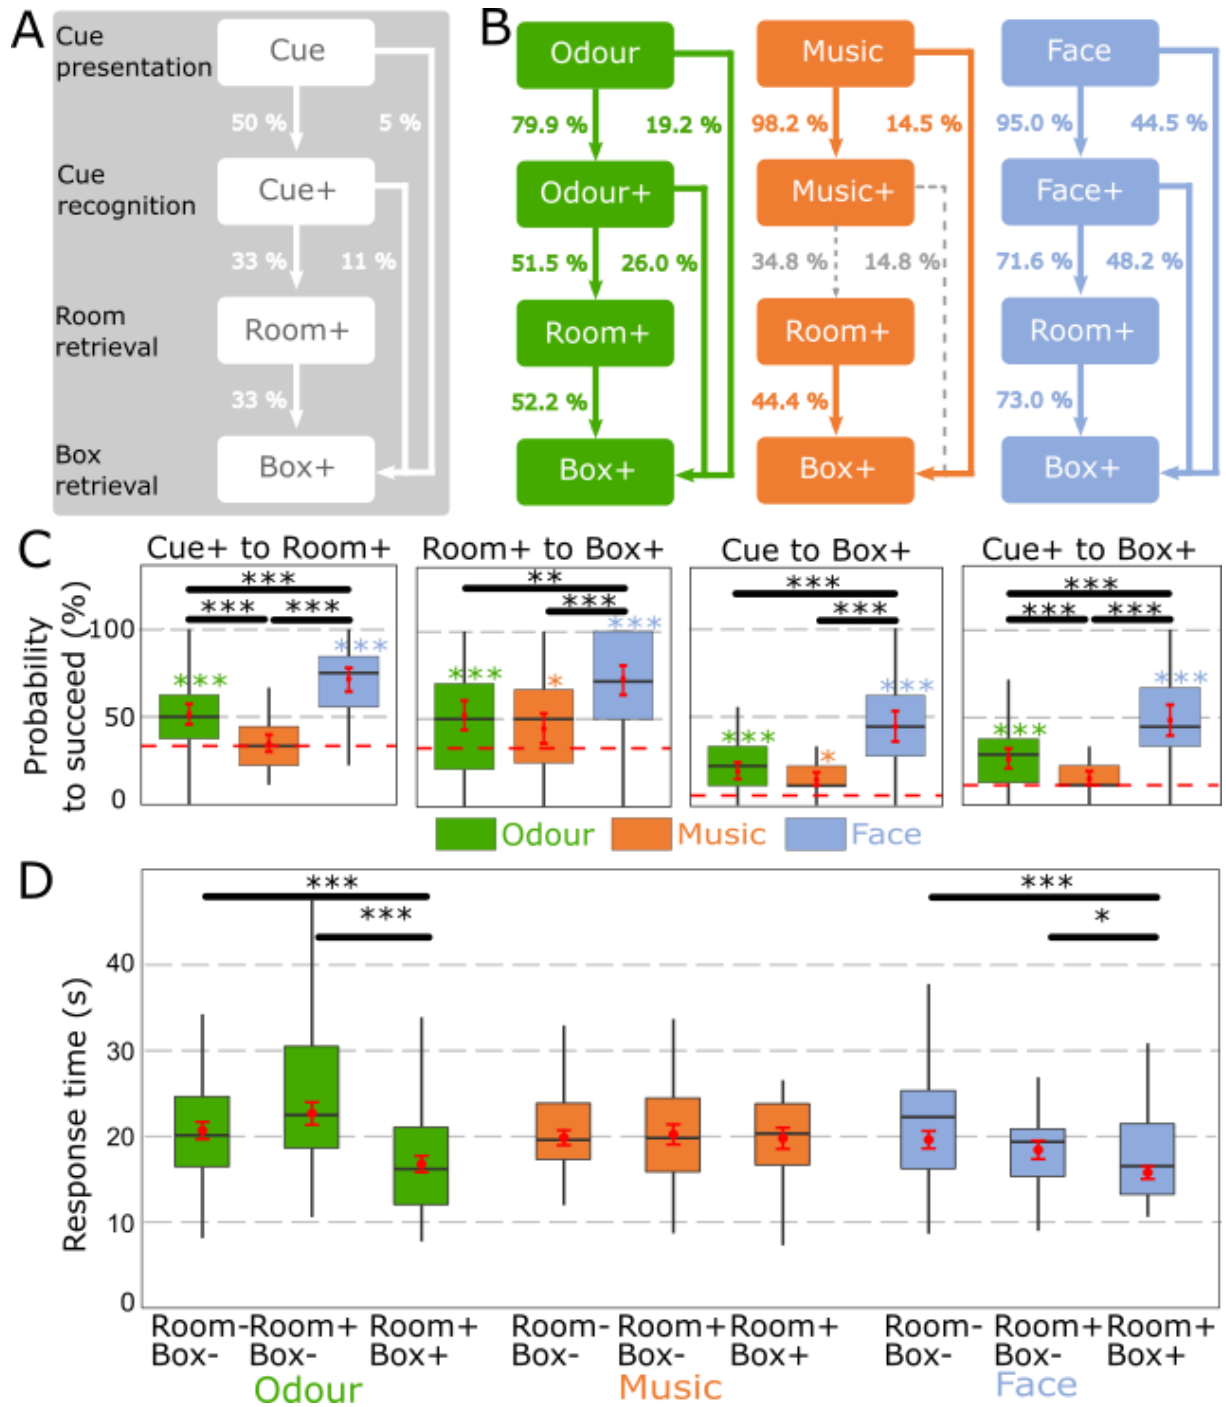 A
Cue
presentation
Cue
50 %
5 %
Cue
recognition
Cue+
33 %
11 %
Room
retrieval
Room+
33 %
Box
retrieval
Box+
B
Odour
Music
Face
79.9 %
19.2 %
98.2 %
14.5 %
95.0 %
44.5 %
Odour+
Music+
Face+
51.5 %
26.0 %
34.8 %
14.8 %
71.6 %
48.2 %
Room+
Room+
Room+
52.2 %
44.4 %
73.0 %
Box+
Box+
Box+
C
Cue+ to Room+
Room+ to Box+
Cue to Box+
Cue+ to Box+
Probability
to succeed (%)
100
50
0
***
***
***
***
***
**
***
***
*
***
***
***
***
*
***
***
***
***
***
***
Odour
Music
Face
D
Response time (s)
40
30
20
10
0
***
***
***
*
Room-
Box-
Room+
Box-
Room+
Box+
Odour
Room-
Box-
Room+
Box-
Room+
Box+
Music
Room-
Box-
Room+
Box-
Room+
Box+
Face